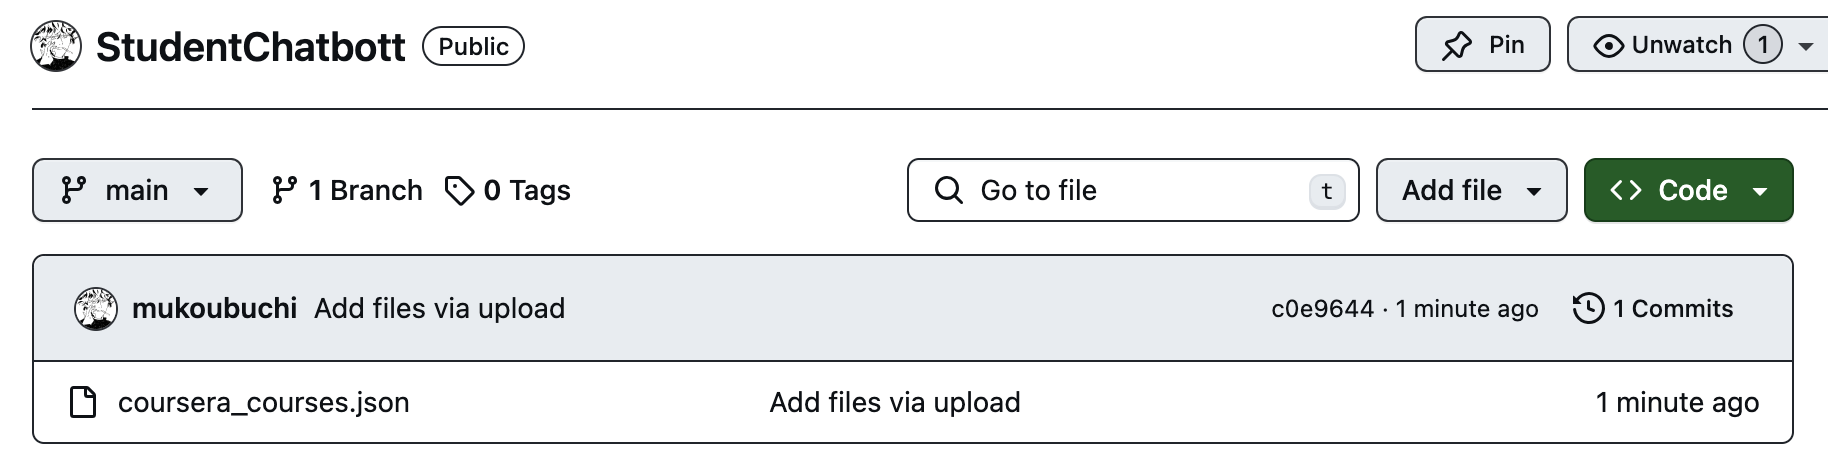 StudentChatbott Public Pin Unwatch 1
main 1 Branch 0 Tags Go to file t Add file Code
mukoubuchi Add files via upload c0e9644 · 1 minute ago 1 Commits
coursera_courses.json Add files via upload 1 minute ago